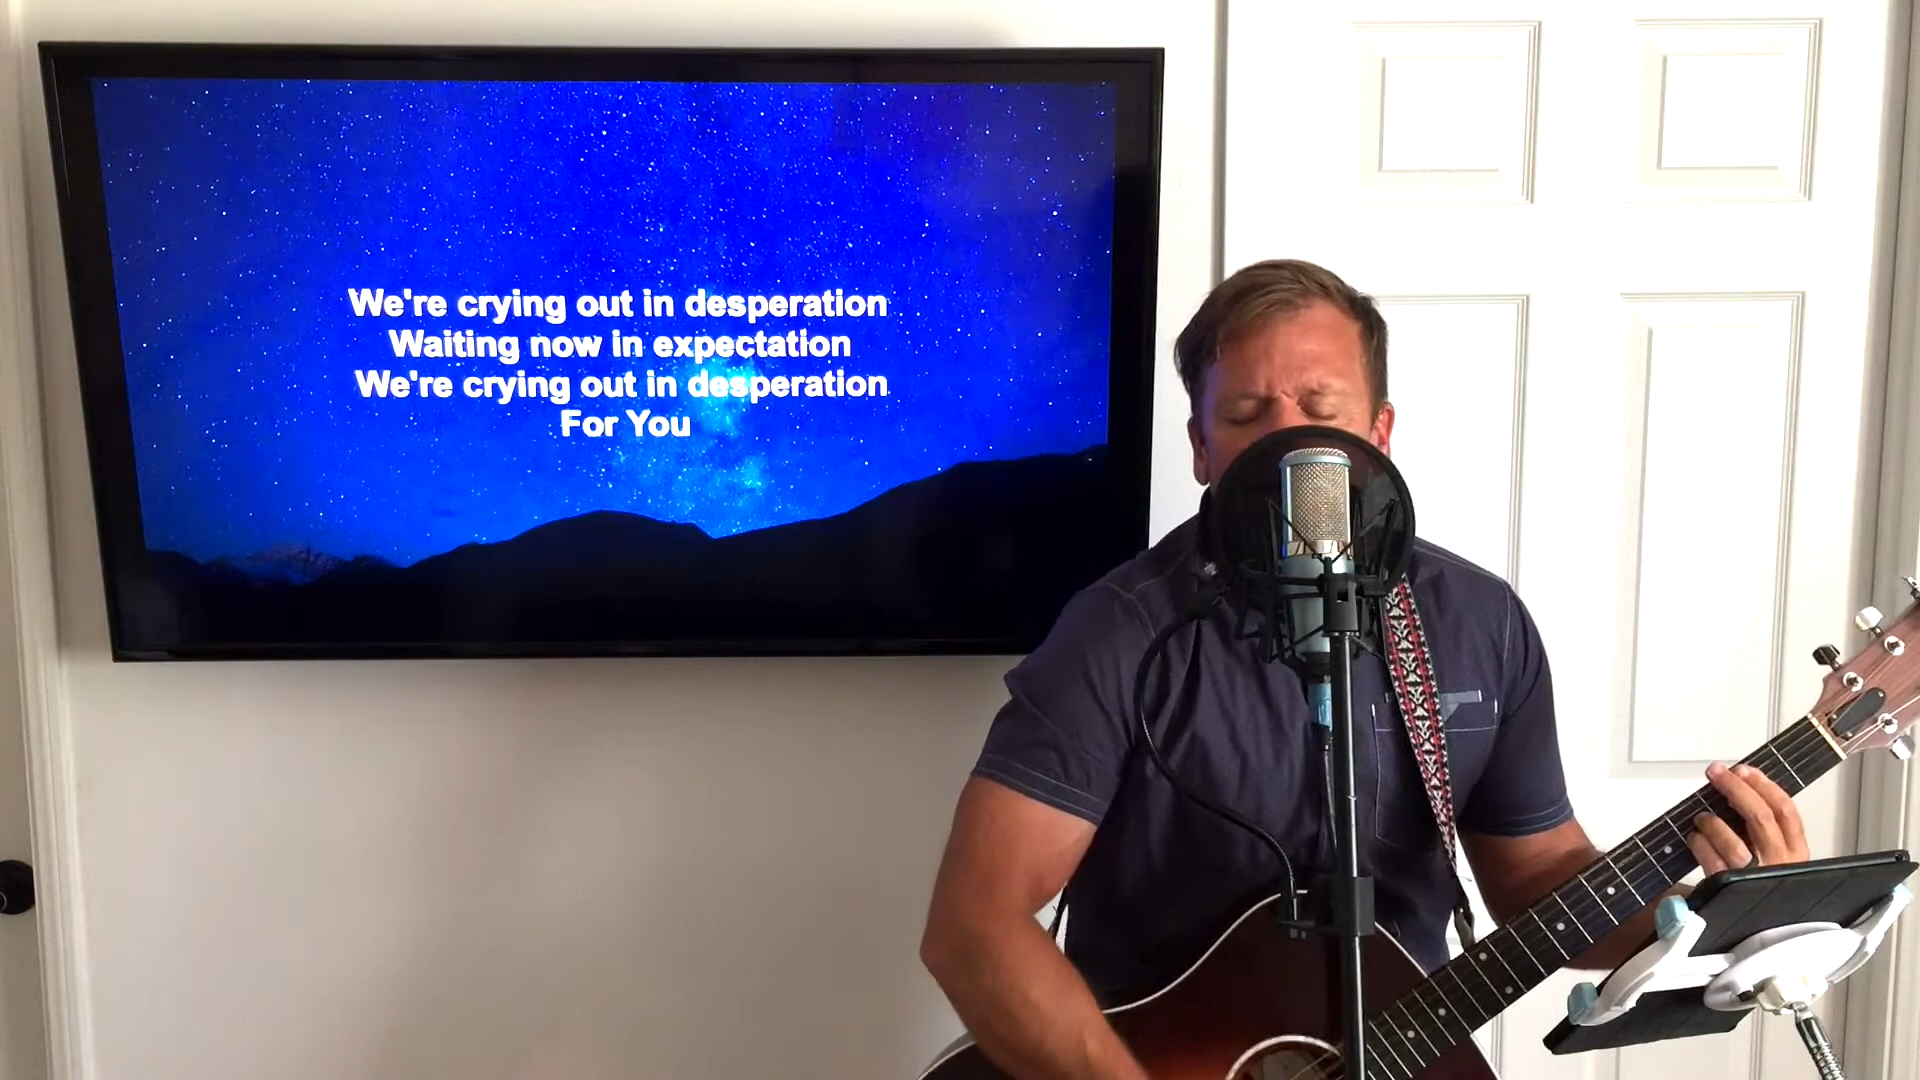 We're crying out in desperation
Waiting now in expectation
We're crying out in desperation
For You